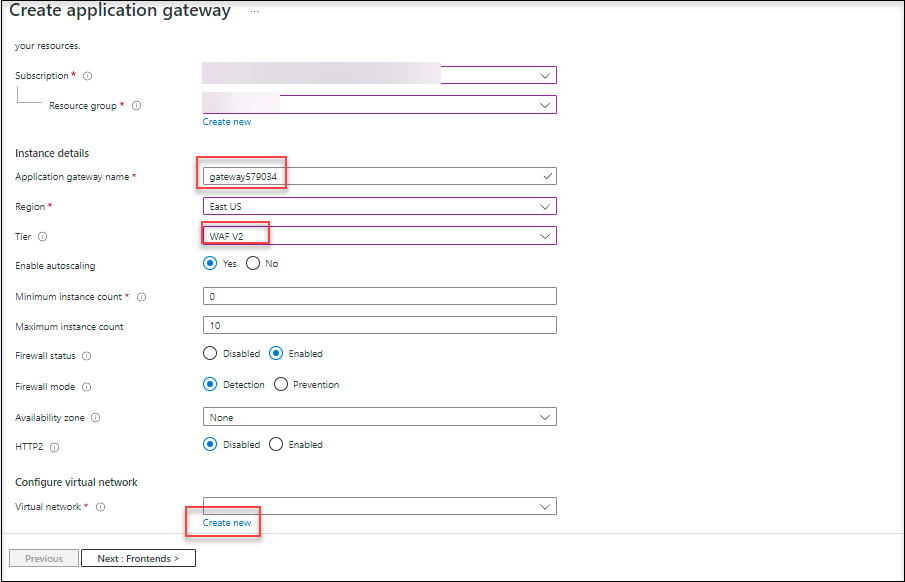 Create application gateway ...
your resources.
Subscription *
Resource group *
Create new
Instance details
Application gateway name * gateway579034
Region * East US
Tier WAF V2
Enable autoscaling Yes No
Minimum instance count * 0
Maximum instance count 10
Firewall status Disabled Enabled
Firewall mode Detection Prevention
Availability zone None
HTTP2 Disabled Enabled
Configure virtual network
Virtual network *
Create new
Previous Next : Frontends >